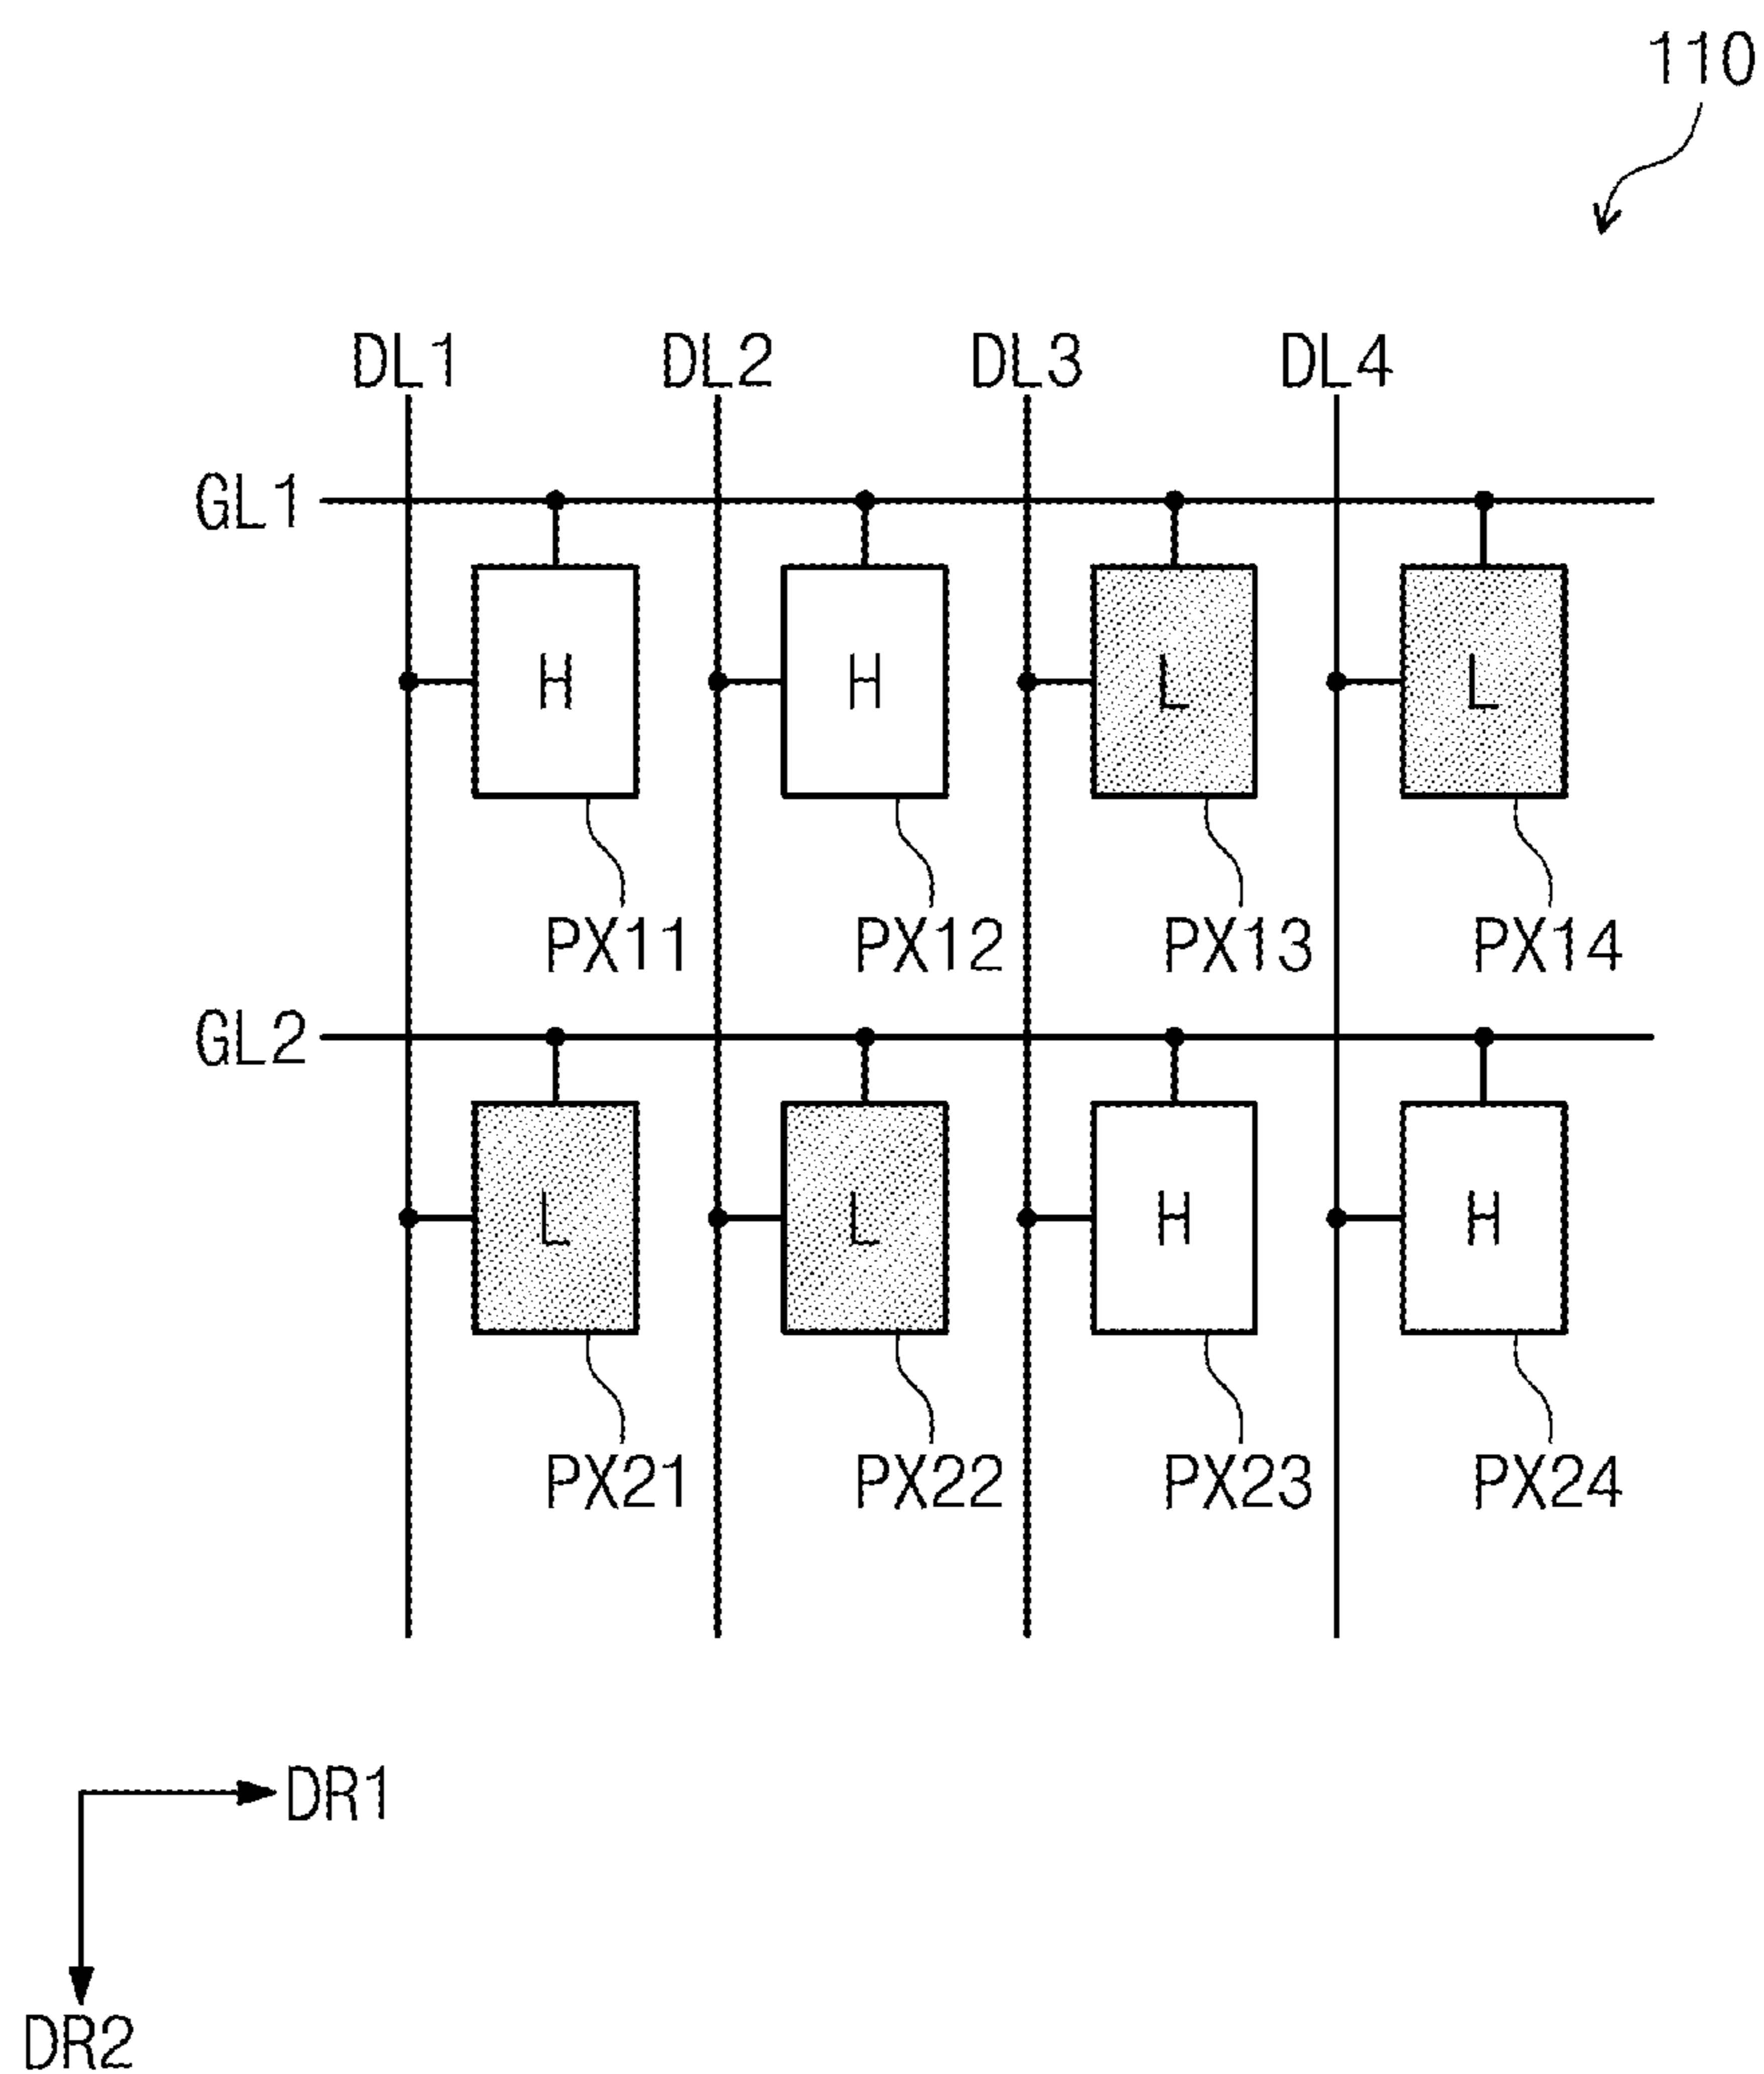 110
DL1 DL2 DL3 DL4
GL1
H H L L
PX11 PX12 PX13 PX14
GL2
L L H H
PX21 PX22 PX23 PX24
DR1
DR2